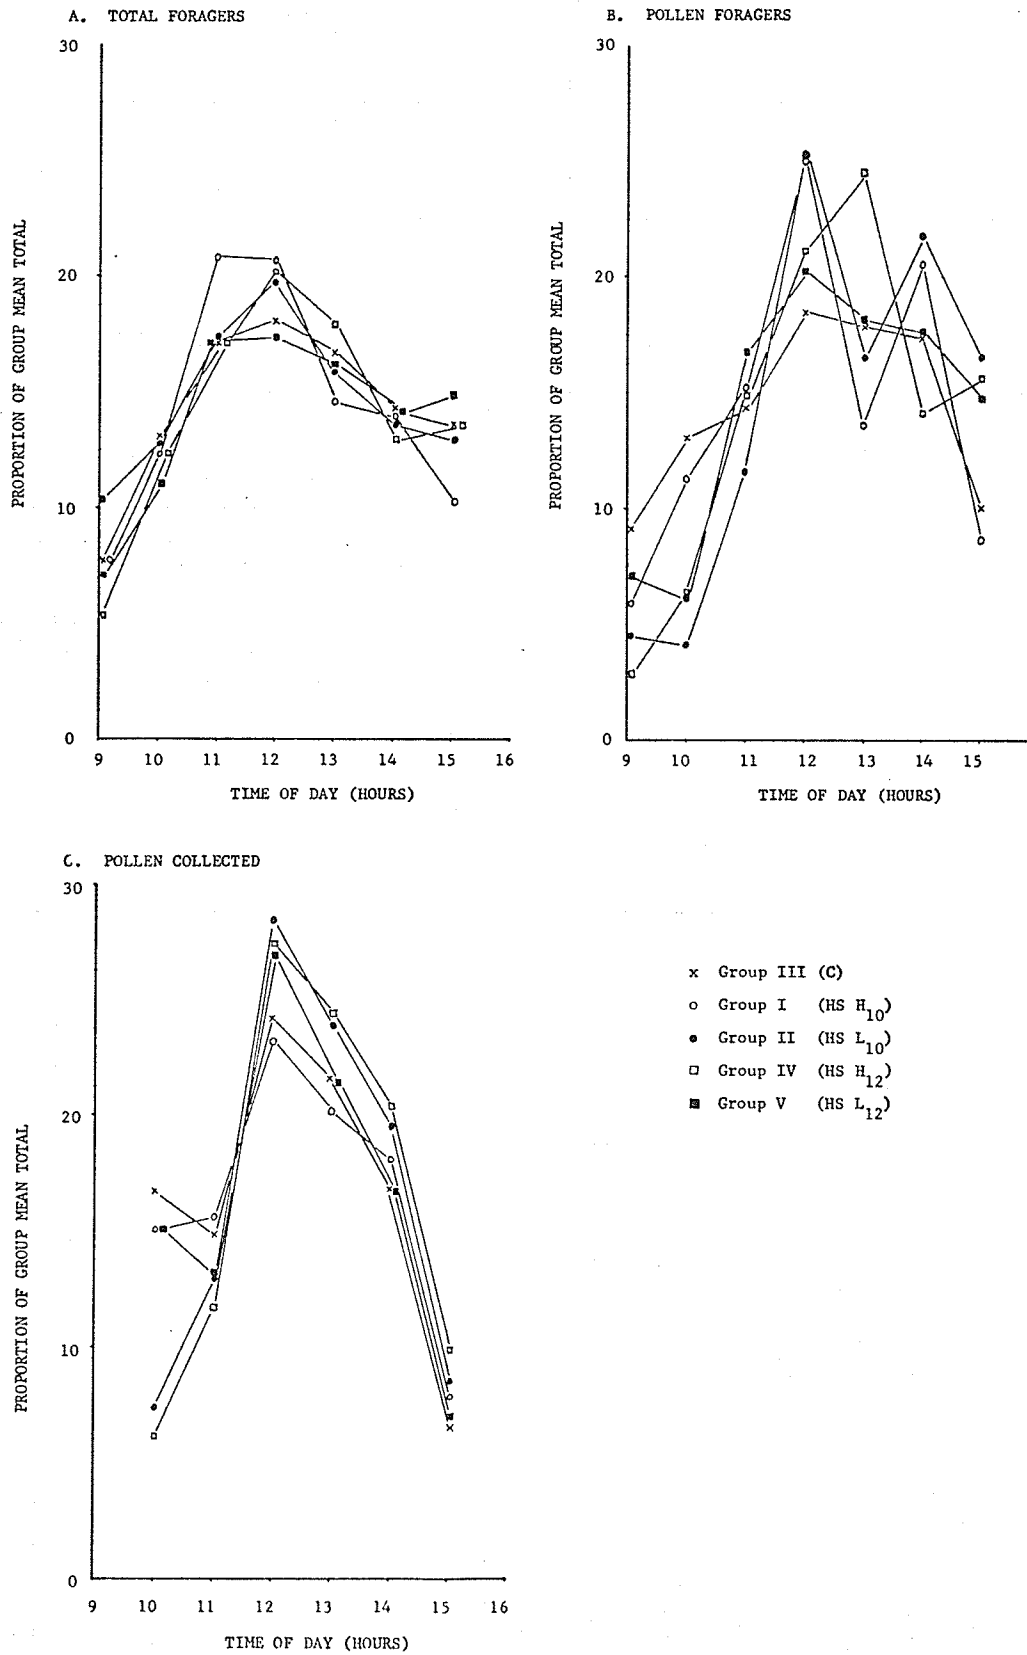 A. TOTAL FORAGERS
30
20
10
0
9 10 11 12 13 14 15 16
TIME OF DAY (HOURS)
PROPORTION OF GROUP MEAN TOTAL
B. POLLEN FORAGERS
30
20
10
0
9 10 11 12 13 14 15
TIME OF DAY (HOURS)
PROPORTION OF GROUP MEAN TOTAL
C. POLLEN COLLECTED
30
20
10
0
9 10 11 12 13 14 15 16
TIME OF DAY (HOURS)
PROPORTION OF GROUP MEAN TOTAL
x Group III (C)
o Group I (HS H10)
● Group II (HS L10)
□ Group IV (HS H12)
■ Group V (HS L12)